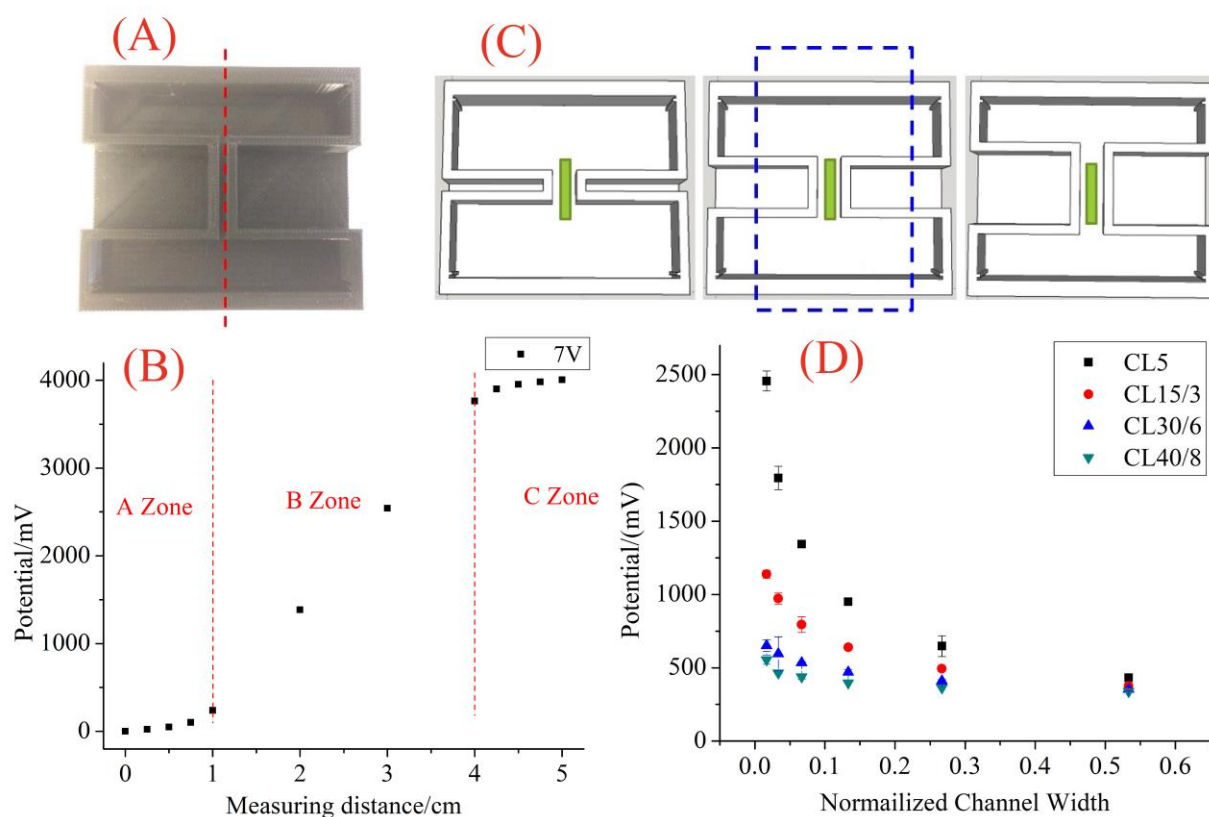 (A)
(C)
(B)
7V
4000
3000
2000
1000
0
A Zone
B Zone
C Zone
Potential/mV
0 1 2 3 4 5
Measuring distance/cm
(D)
CL5
CL15/3
CL30/6
CL40/8
2500
2000
1500
1000
500
0
Potential/(mV)
0.0 0.1 0.2 0.3 0.4 0.5 0.6
Normailized Channel Width